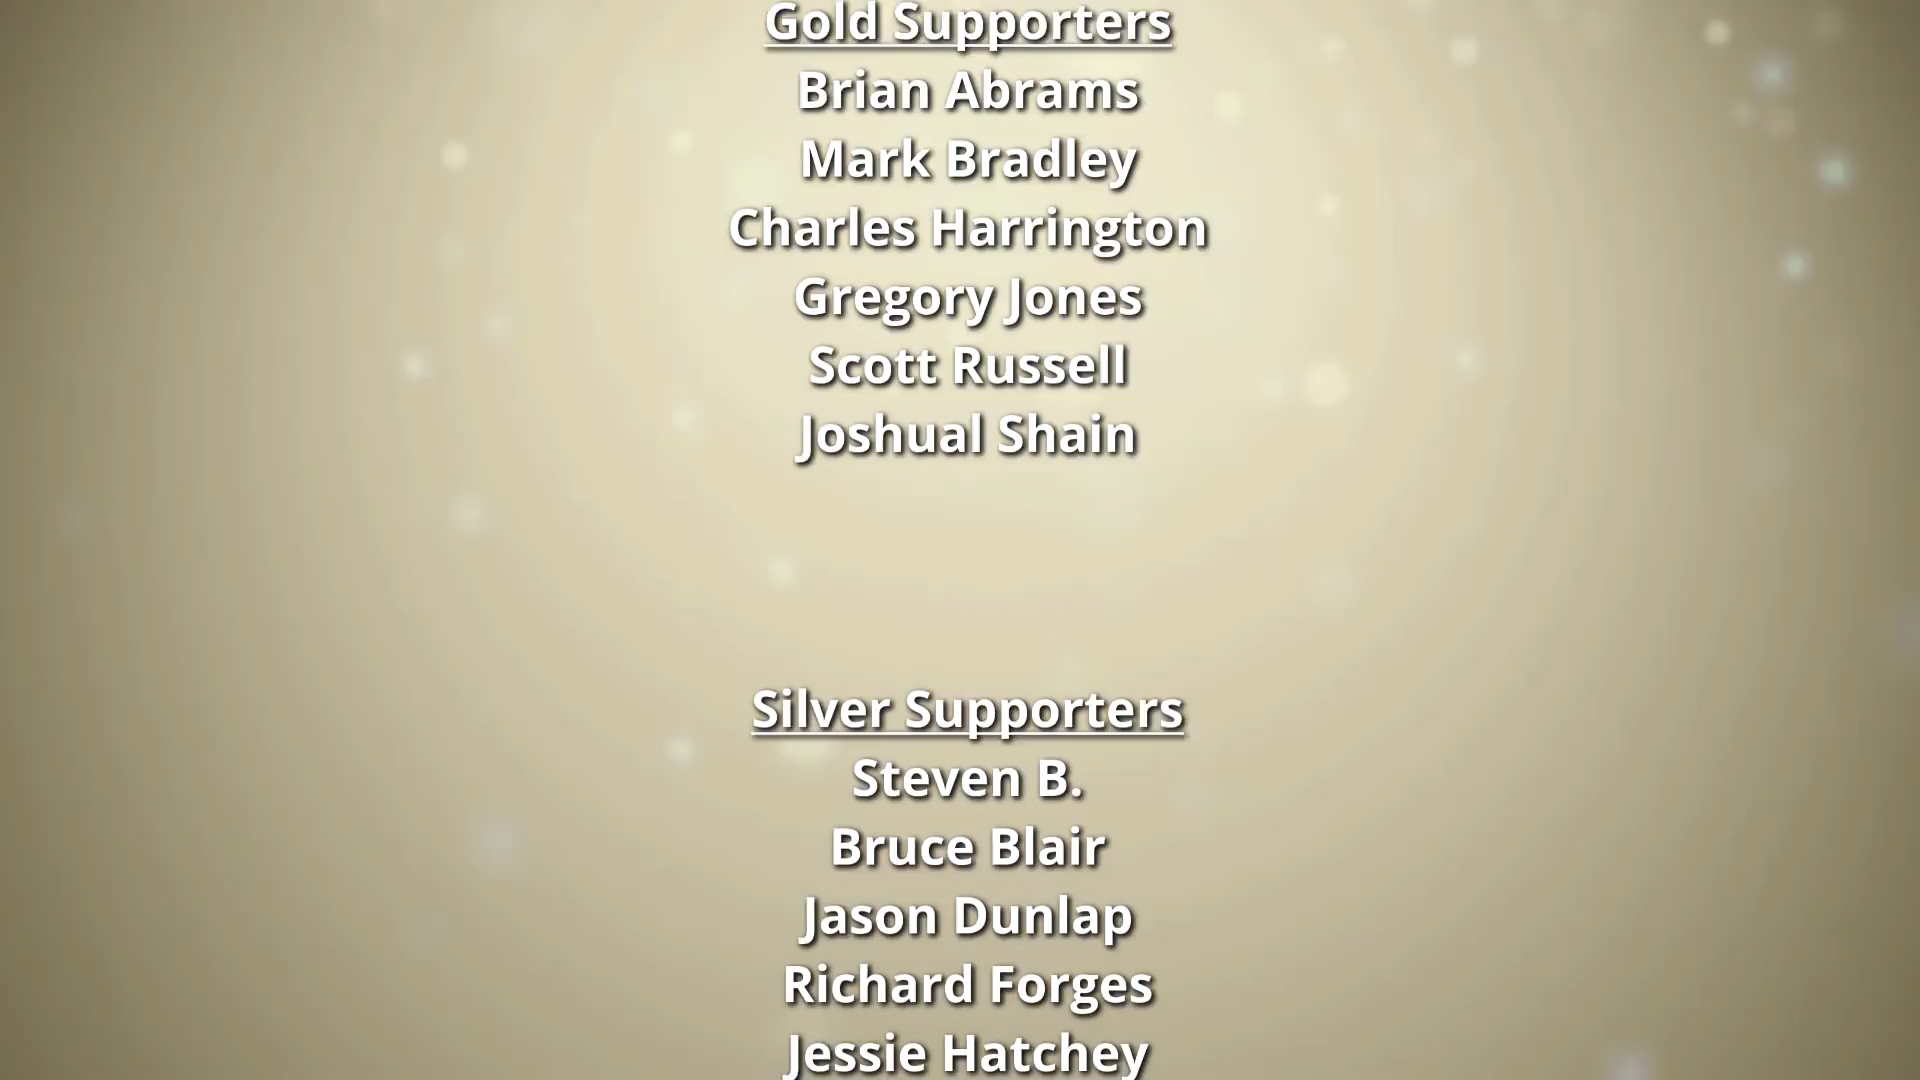 Gold Supporters
Brian Abrams
Mark Bradley
Charles Harrington
Gregory Jones
Scott Russell
Joshual Shain
Silver Supporters
Steven B.
Bruce Blair
Jason Dunlap
Richard Forges
Jessie Hatchey